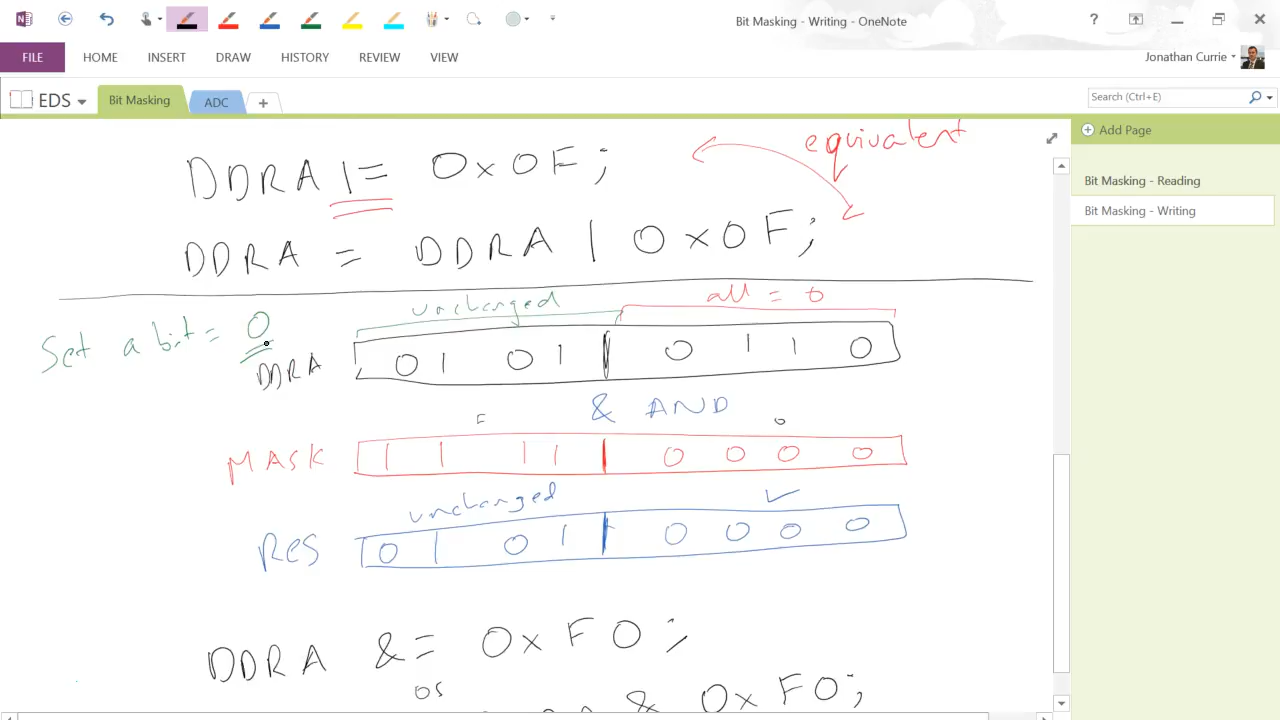 Bit Masking - Writing - OneNote
?
FILE HOME INSERT DRAW HISTORY REVIEW VIEW
Jonathan Currie
EDS Bit Masking ADC +
Search (Ctrl+E)
Add Page
Bit Masking - Reading
Bit Masking - Writing
equivalent
DDRA |= 0x0F;
DDRA = DDRA | 0x0F;
unchanged all = 0
Set a bit = 0
DDRA 0 1 0 1 0 1 1 0
& AND
F 0
MASK 1 1 1 1 0 0 0 0
unchanged ✓
RES 0 1 0 1 0 0 0 0
DDRA &= 0xF0;
& 0xF0;